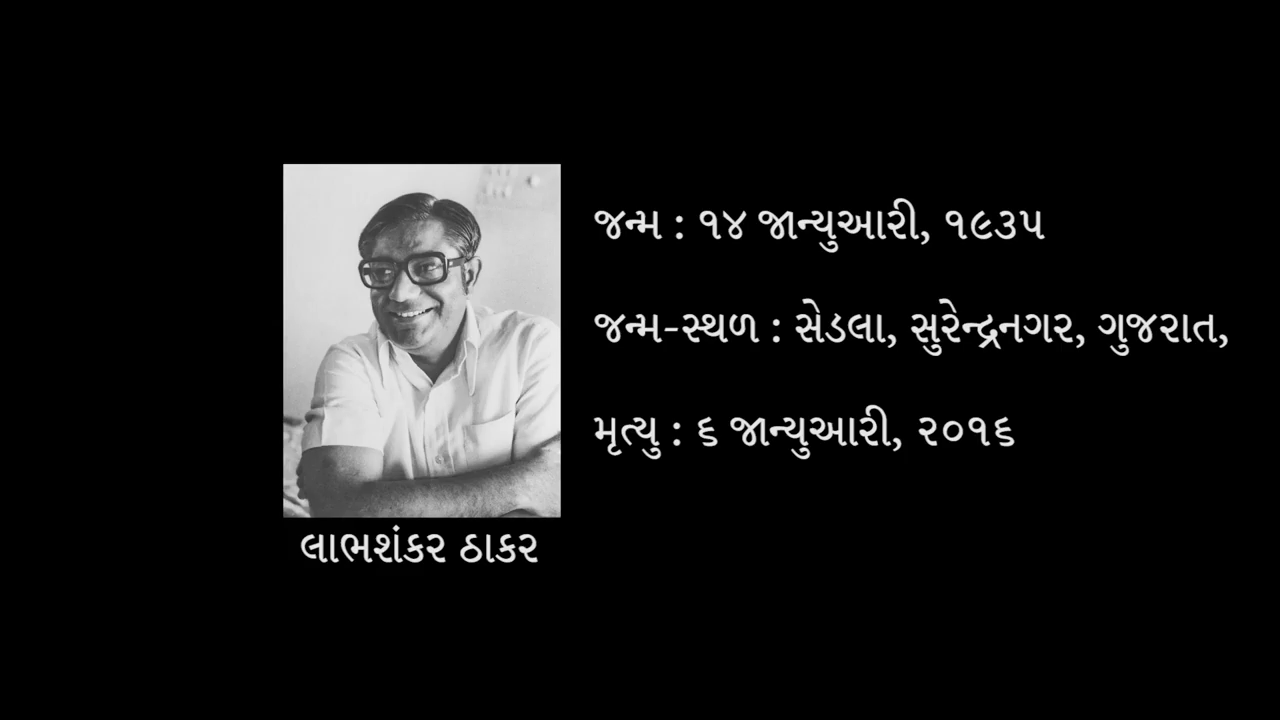 જન્મ : ૧૪ જાન્યુઆરી, ૧૯૩૫
જન્મ-સ્થળ : સેડલા, સુરેન્દ્રનગર, ગુજરાત,
મૃત્યુ : ૬ જાન્યુઆરી, ૨૦૧૬
લાભશંકર ઠાકર